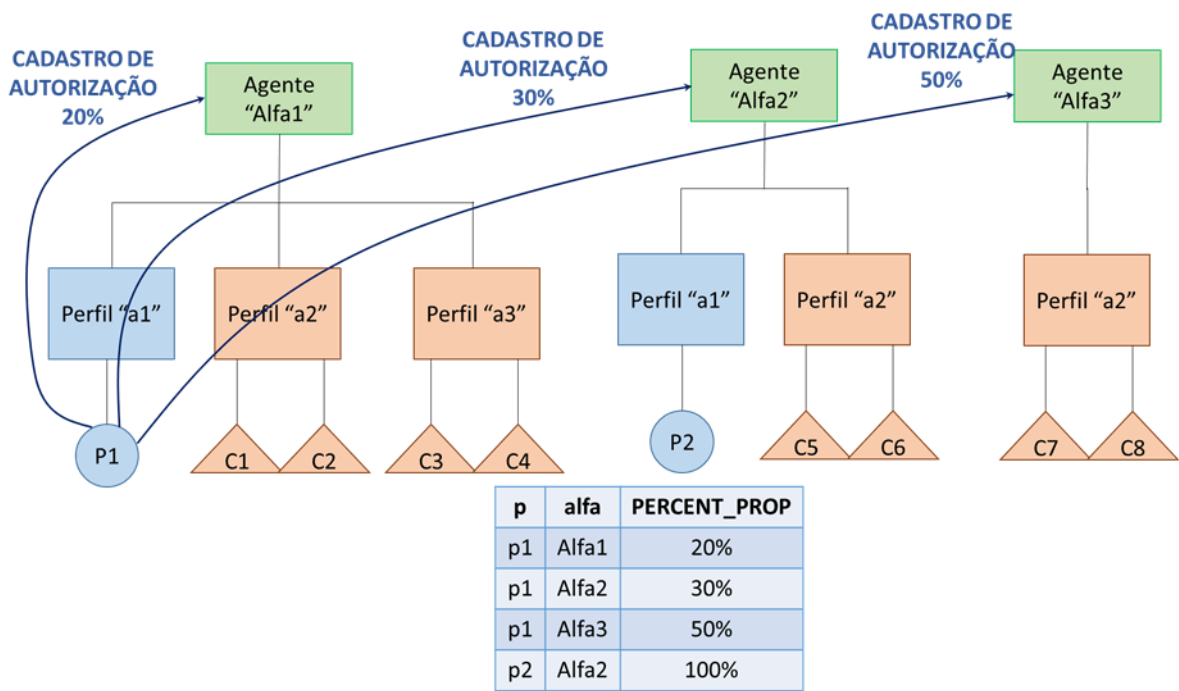 CADASTRO DE
AUTORIZAÇÃO
20%
CADASTRO DE
AUTORIZAÇÃO
30%
CADASTRO DE
AUTORIZAÇÃO
50%
Agente
“Alfa1”
Agente
“Alfa2”
Agente
“Alfa3”
Perfil “a1”
Perfil “a2”
Perfil “a3”
Perfil “a1”
Perfil “a2”
Perfil “a2”
P1
C1
C2
C3
C4
P2
C5
C6
C7
C8
p alfa PERCENT_PROP
p1 Alfa1 20%
p1 Alfa2 30%
p1 Alfa3 50%
p2 Alfa2 100%